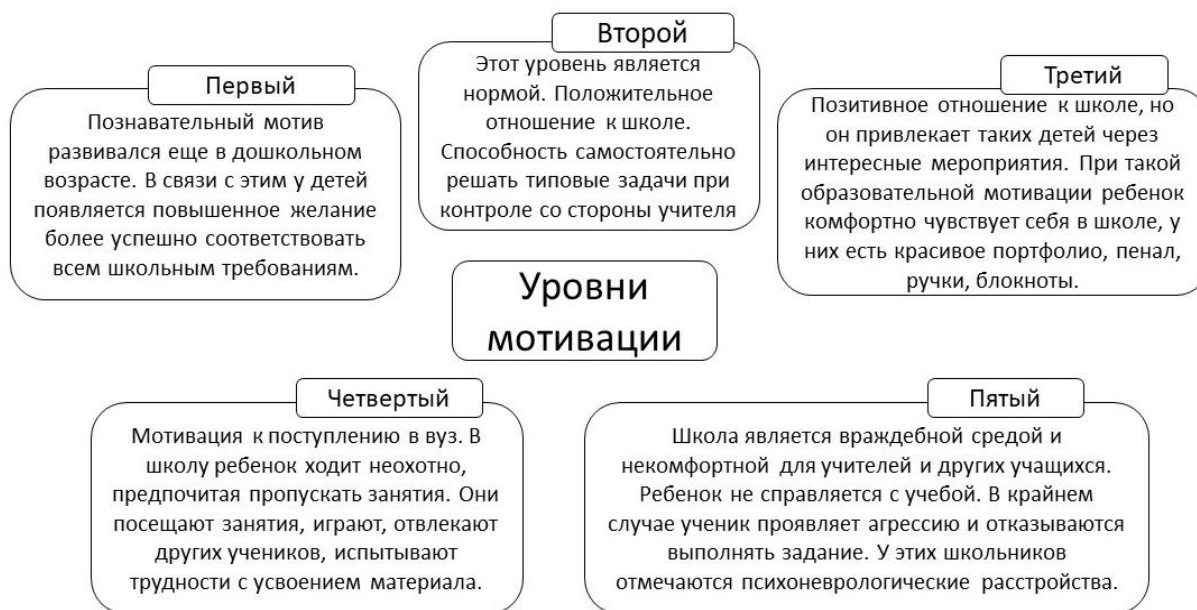 Первый
Познавательный мотив
развивался еще в дошкольном
возрасте. В связи с этим у детей
появляется повышенное желание
более успешно соответствовать
всем школьным требованиям.
Второй
Этот уровень является
нормой. Положительное
отношение к школе.
Способность самостоятельно
решать типовые задачи при
контроле со стороны учителя
Третий
Позитивное отношение к школе, но
он привлекает таких детей через
интересные мероприятия. При такой
образовательной мотивации ребенок
комфортно чувствует себя в школе, у
них есть красивое портфолио, пенал,
ручки, блокноты.
Уровни
мотивации
Четвертый
Мотивация к поступлению в вуз. В
школу ребенок ходит неохотно,
предпочитая пропускать занятия. Они
посещают занятия, играют, отвлекают
других учеников, испытывают
трудности с усвоением материала.
Пятый
Школа является враждебной средой и
некомфортной для учителей и других учащихся.
Ребенок не справляется с учебой. В крайнем
случае ученик проявляет агрессию и отказываются
выполнять задание. У этих школьников
отмечаются психоневрологические расстройства.